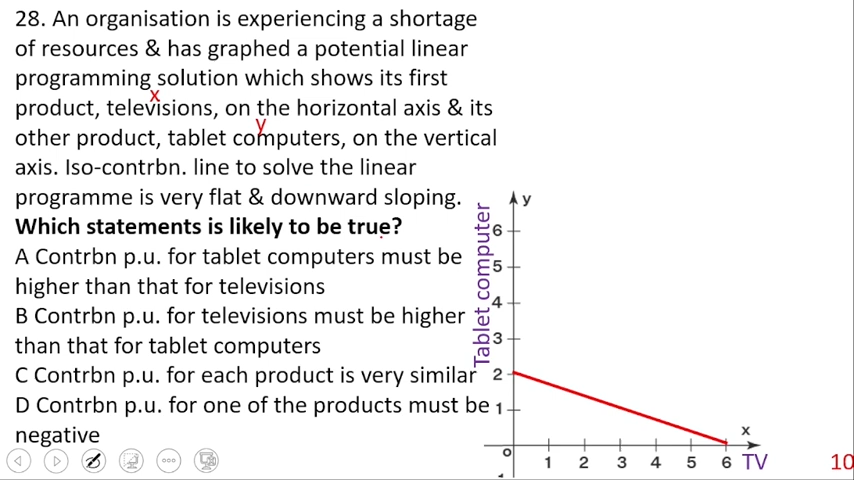 28. An organisation is experiencing a shortage
of resources & has graphed a potential linear
programming solution which shows its first
x
product, televisions, on the horizontal axis & its
y
other product, tablet computers, on the vertical
axis. Iso-contrbn. line to solve the linear
programme is very flat & downward sloping.
Which statements is likely to be true?
A Contrbn p.u. for tablet computers must be
higher than that for televisions
B Contrbn p.u. for televisions must be higher
than that for tablet computers
C Contrbn p.u. for each product is very similar
D Contrbn p.u. for one of the products must be
negative
Tablet computer
y
6
5
4
3
2
1
o
x
1 2 3 4 5 6 TV
10